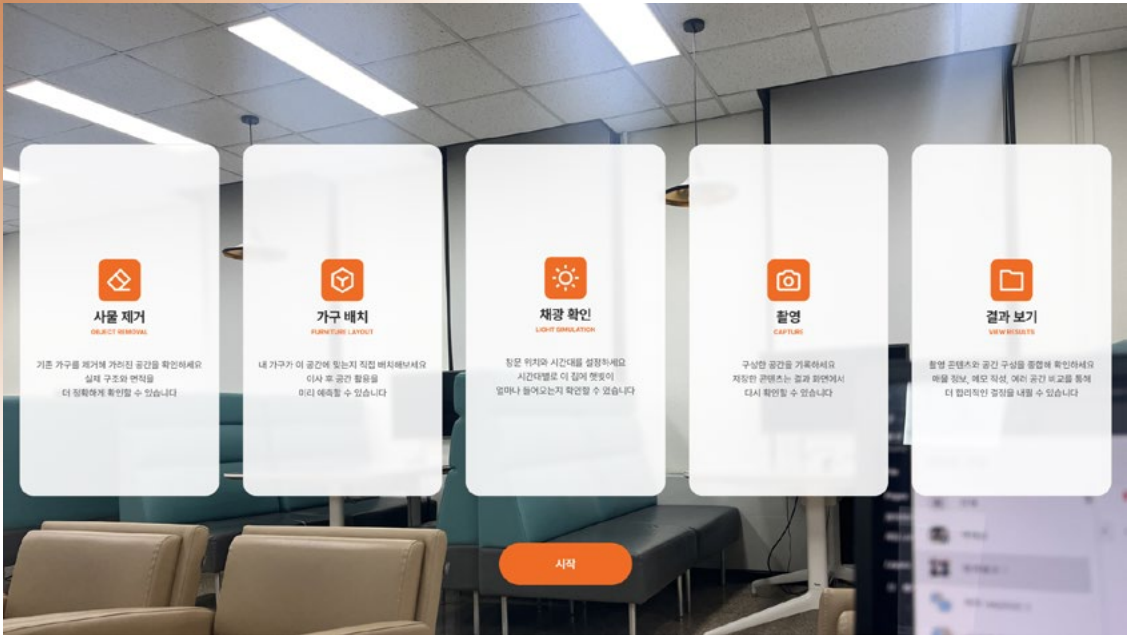 사물 제거
OBJECT REMOVAL
기존 가구를 제거해 가려진 공간을 확인하세요
실제 구조와 면적을
더 정확하게 확인할 수 있습니다
가구 배치
FURNITURE LAYOUT
내 가구가 이 공간에 맞는지 직접 배치해보세요
이사 후 공간 활용을
미리 예측할 수 있습니다
채광 확인
LIGHT SIMULATION
창문 위치와 시간대를 설정하세요
시간대별로 이 집에 햇빛이
얼마나 들어오는지 확인할 수 있습니다
촬영
CAPTURE
구상한 공간을 기록하세요
저장한 콘텐츠는 결과 화면에서
다시 확인할 수 있습니다
결과 보기
VIEW RESULTS
촬영 콘텐츠와 공간 구상을 종합해 확인하세요
매물 정보, 메모 작성, 여러 공간 비교를 통해
더 합리적인 결정을 내릴 수 있습니다
시작